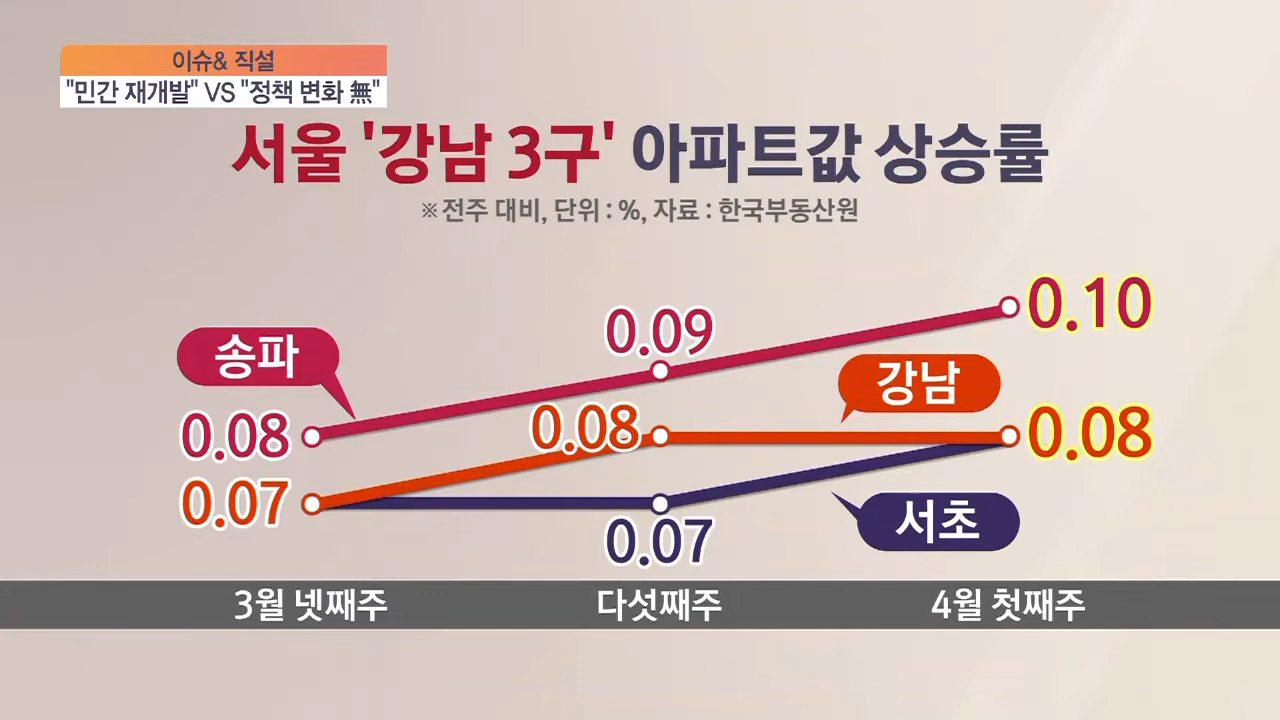 이슈& 직설
"민간 재개발" VS "정책 변화 無"
서울 '강남 3구' 아파트값 상승률
※전주 대비, 단위 : %, 자료 : 한국부동산원
송파
0.08
0.09
0.10
강남
0.07
0.08
0.08
서초
0.07
3월 넷째주
다섯째주
4월 첫째주